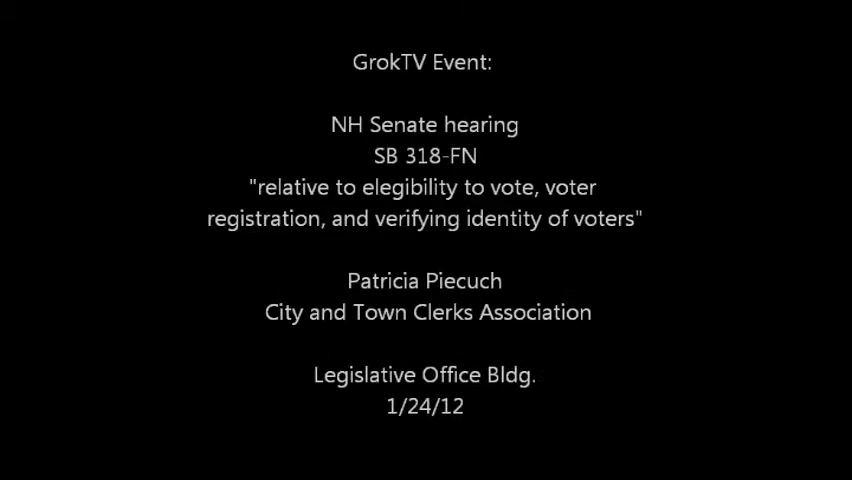 GrokTV Event:
NH Senate hearing
SB 318-FN
"relative to elegibility to vote, voter
registration, and verifying identity of voters"
Patricia Piecuch
City and Town Clerks Association
Legislative Office Bldg.
1/24/12